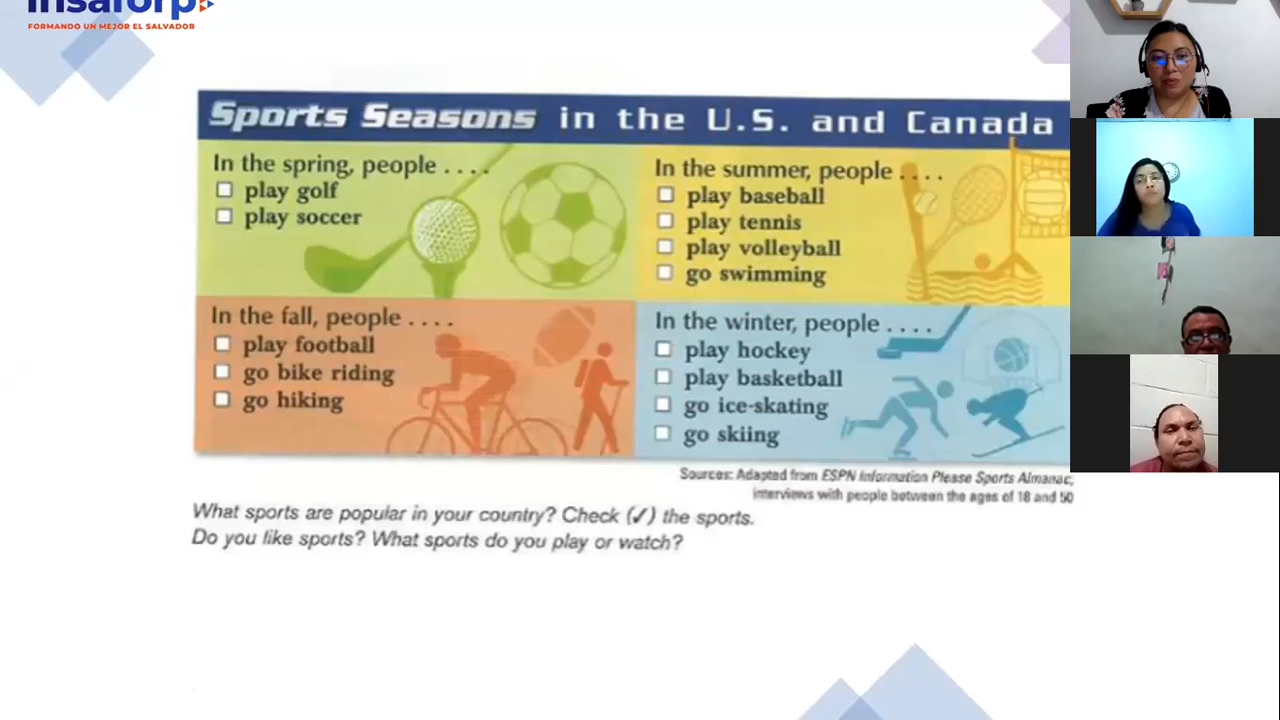 insaforp
FORMANDO UN MEJOR EL SALVADOR
Sports Seasons in the U.S. and Canada
In the spring, people . . . .
play golf
play soccer
In the summer, people . . . .
play baseball
play tennis
play volleyball
go swimming
In the fall, people . . . .
play football
go bike riding
go hiking
In the winter, people . . . .
play hockey
play basketball
go ice-skating
go skiing
Sources: Adapted from ESPN Information Please Sports Almanac;
interviews with people between the ages of 18 and 50
What sports are popular in your country? Check (✓) the sports.
Do you like sports? What sports do you play or watch?